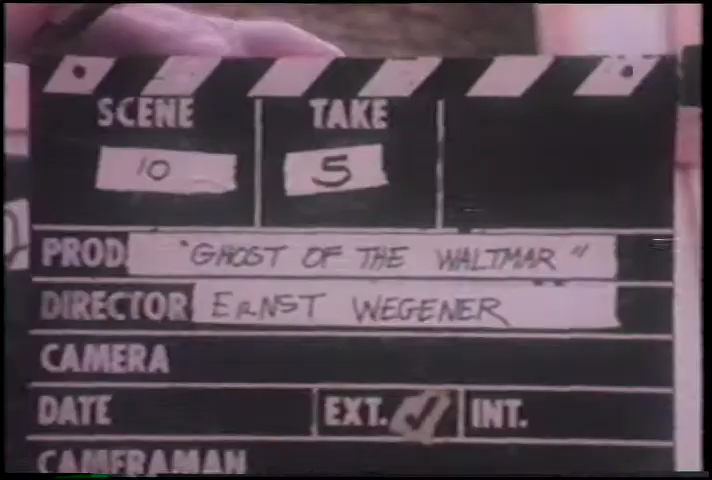 SCENE TAKE
10 5
PROD "GHOST OF THE WALTMAR"
DIRECTOR ERNST WEGENER
CAMERA
DATE EXT. ✓ INT.
CAMERAMAN